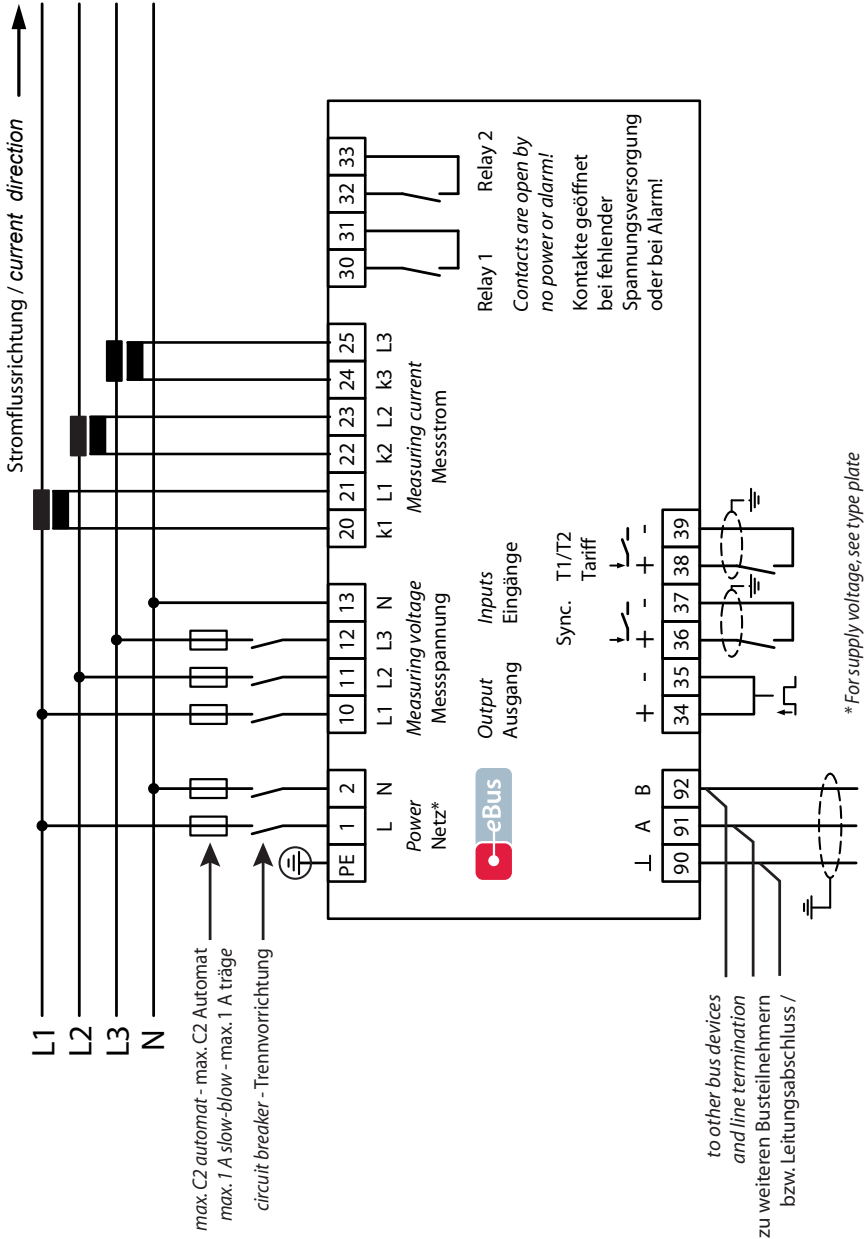 Stromflussrichtung / current direction
L1
L2
L3
N
max. C2 automat - max. C2 Automat
max. 1 A slow-blow - max. 1 A träge
circuit breaker - Trennvorrichtung
PE 1 2 10 11 12 13 20 21 22 23 24 25 30 31 32 33
L N L1 L2 L3 N k1 L1 k2 L2 k3 L3
Power
Netz*
Measuring voltage
Messspannung
Measuring current
Messstrom
Relay 1 Relay 2
Contacts are open by
no power or alarm!
Kontakte geöffnet
bei fehlender
Spannungsversorgung
oder bei Alarm!
eBus
Output
Ausgang
Inputs
Eingänge
Sync. T1/T2
Tariff
⊥ A B + - + - + -
90 91 92 34 35 36 37 38 39
to other bus devices
and line termination
zu weiteren Busteilnehmern
bzw. Leitungsabschluss /
* For supply voltage, see type plate